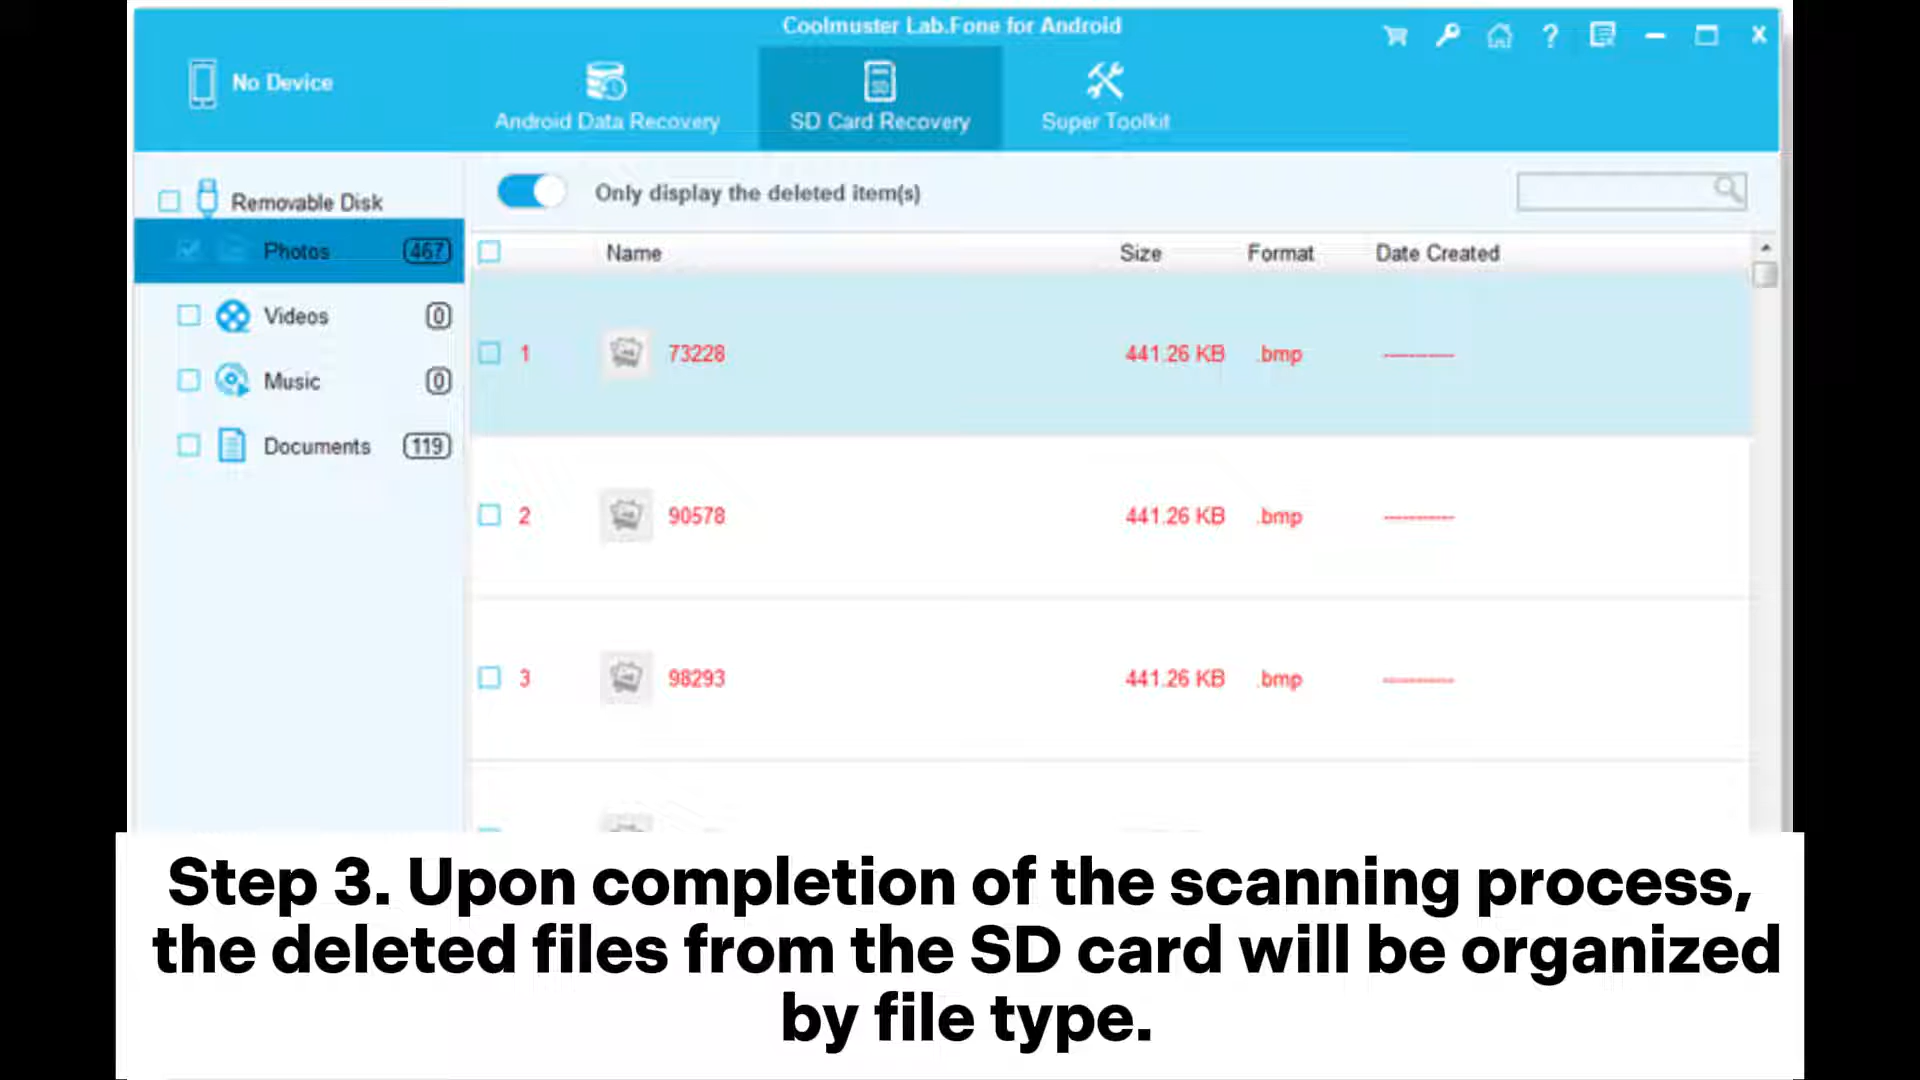 Coolmuster Lab.Fone for Android
No Device
Android Data Recovery
SD Card Recovery
Super Toolkit
Removable Disk
Photos 467
Videos 0
Music 0
Documents 119
Only display the deleted item(s)
Name Size Format Date Created
1 73228 441.26 KB .bmp ----------
2 90578 441.26 KB .bmp ----------
3 98293 441.26 KB .bmp ----------
Step 3. Upon completion of the scanning process,
the deleted files from the SD card will be organized
by file type.